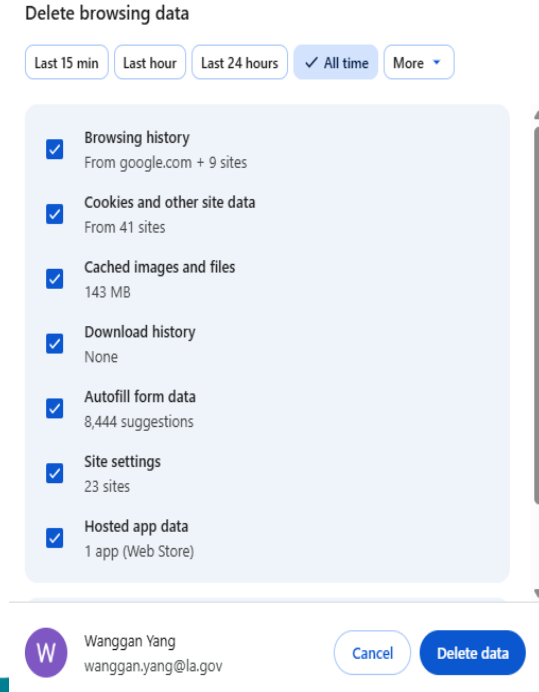 Delete browsing data
Last 15 min
Last hour
Last 24 hours
All time
More
Browsing history
From google.com + 9 sites
Cookies and other site data
From 41 sites
Cached images and files
143 MB
Download history
None
Autofill form data
8,444 suggestions
Site settings
23 sites
Hosted app data
1 app (Web Store)
W
Wanggan Yang
wanggan.yang@la.gov
Cancel
Delete data